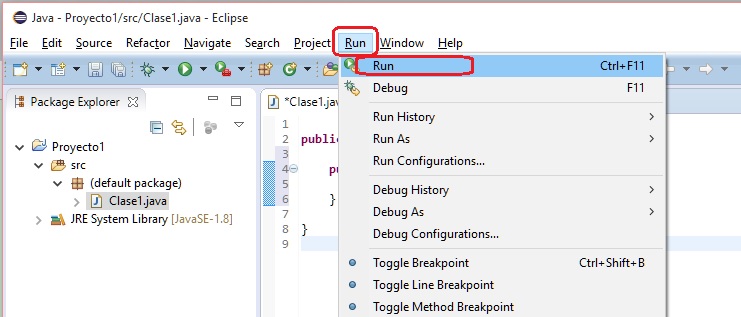 Java - Proyecto1/src/Clase1.java - Eclipse
File Edit Source Refactor Navigate Search Project Run Window Help
Package Explorer
*Clase1.jav
Run Ctrl+F11
Debug F11
Run History
Run As
Run Configurations...
Debug History
Debug As
Debug Configurations...
Toggle Breakpoint Ctrl+Shift+B
Toggle Line Breakpoint
Toggle Method Breakpoint
Proyecto1
src
(default package)
Clase1.java
JRE System Library [JavaSE-1.8]
1
2 public
3
4 pu
5
6 }
7
8 }
9